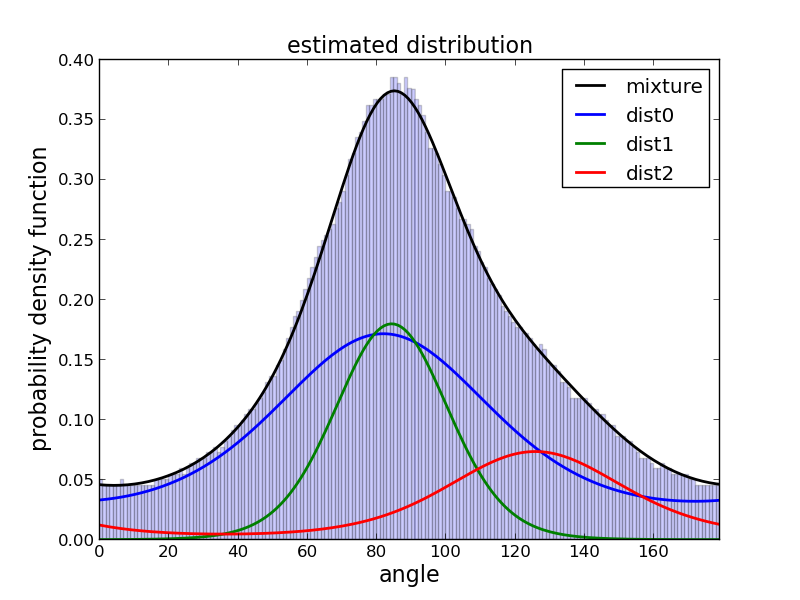 estimated distribution
probability density function
0.40
0.35
0.30
0.25
0.20
0.15
0.10
0.05
0.00
mixture
dist0
dist1
dist2
0 20 40 60 80 100 120 140 160
angle